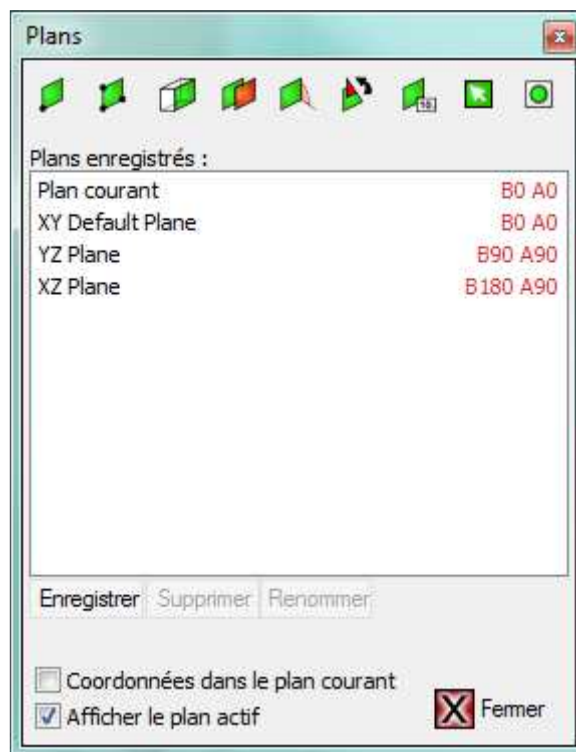 Plans
Plans enregistrés :
Plan courant B0 A0
XY Default Plane B0 A0
YZ Plane B90 A90
XZ Plane B180 A90
Enregistrer Supprimer Renommer
Coordonnées dans le plan courant
Afficher le plan actif
Fermer